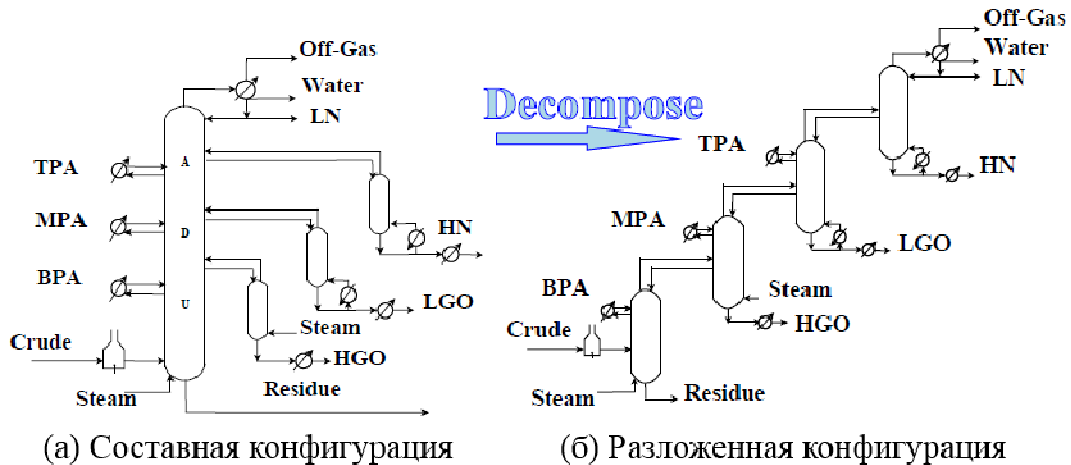 Off-Gas
Water
LN
TPA
A
MPA
D
HN
BPA
U
LGO
Crude
Steam
HGO
Steam
Residue
(а) Составная конфигурация
Decompose
Off-Gas
Water
LN
TPA
HN
MPA
LGO
BPA
Steam
Crude
HGO
Steam
Residue
(б) Разложенная конфигурация